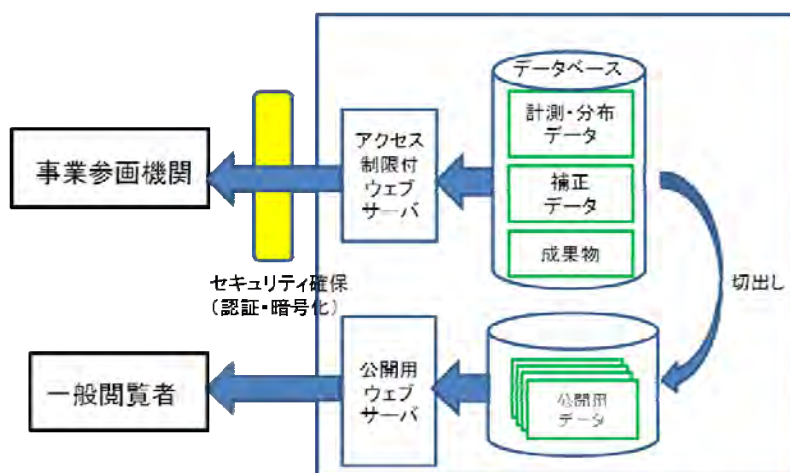 データベース
計測・分布
データ
補正
データ
成果物
アクセス
制限付
ウェブ
サーバ
事業参画機関
セキュリティ確保
(認証・暗号化)
切出し
公開用
ウェブ
サーバ
一般閲覧者
公開用
データ